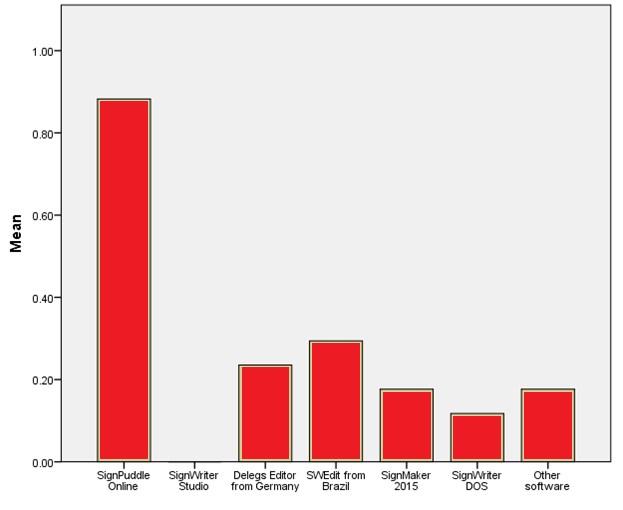 1.00
0.80
0.60
0.40
0.20
0.00
Mean
SignPuddle
Online
SignWriter
Studio
Delegs Editor
from Germany
SWEdit from
Brazil
SignMaker
2015
SignWriter
DOS
Other
software